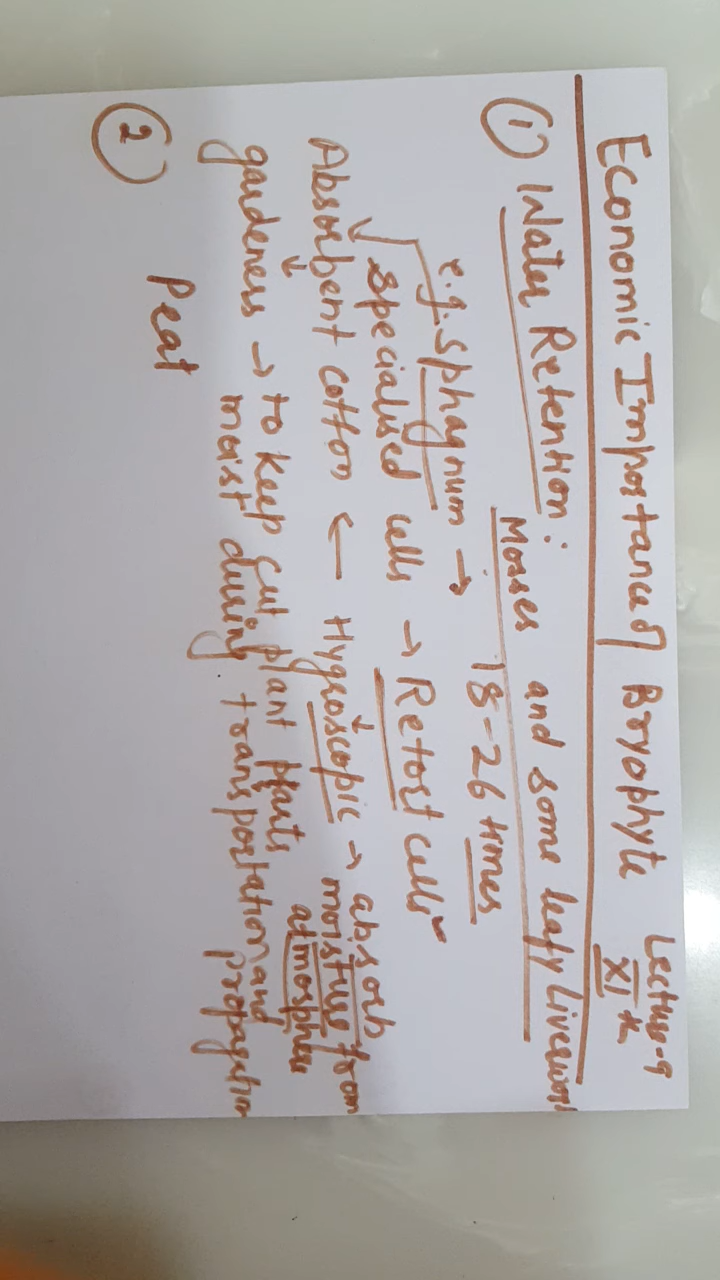 Economic Importance of Bryophyte Lecture-9
XIth
① Water Retention: Mosses and some leafy Liverwort
e.g. Sphagnum → 18-26 times
Specialised cells → Retort cells
Absorbent cotton ← Hygroscopic → absorb moisture from atmosphere
gardeners → to keep cut plant parts moist during transportation and propagation
② Peat